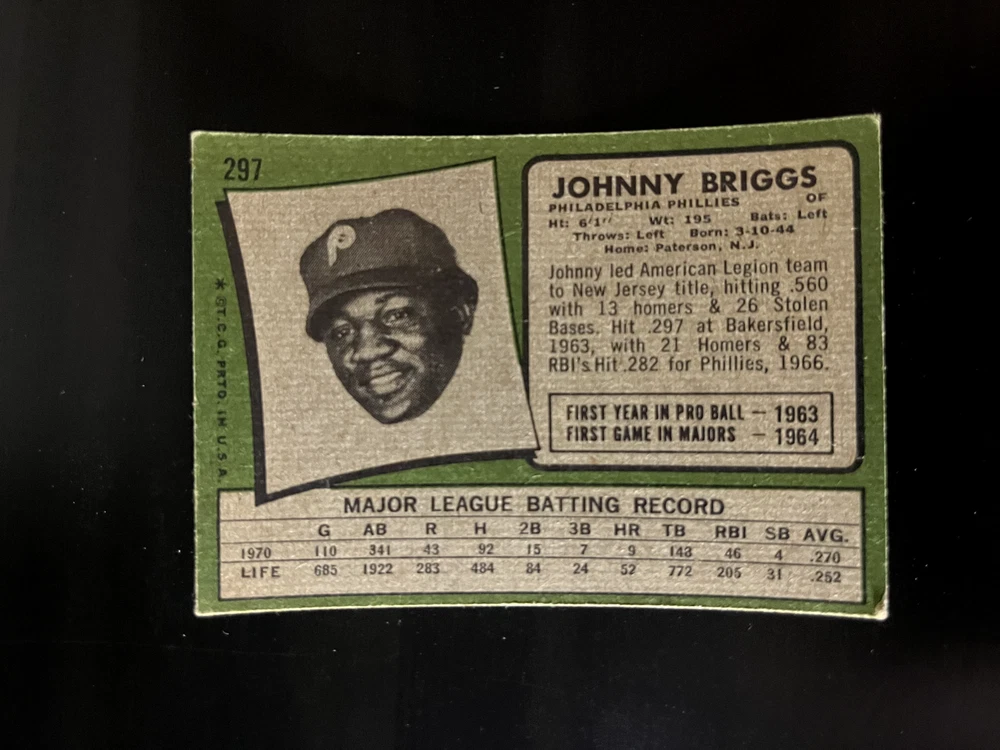 297
JOHNNY BRIGGS
PHILADELPHIA PHILLIES OF
Ht: 6'1" Wt: 195 Bats: Left
Throws: Left Born: 3-10-44
Home: Paterson, N.J.
Johnny led American Legion team
to New Jersey title, hitting .560
with 13 homers & 26 Stolen
Bases. Hit .297 at Bakersfield,
1963, with 21 Homers & 83
RBI's. Hit .282 for Phillies, 1966.
FIRST YEAR IN PRO BALL — 1963
FIRST GAME IN MAJORS — 1964
P
* © T.C.G. PRTD. IN U.S.A.
MAJOR LEAGUE BATTING RECORD
G AB R H 2B 3B HR TB RBI SB AVG.
1970 110 341 43 92 15 7 9 143 46 4 .270
LIFE 685 1922 283 484 84 24 52 772 205 31 .252